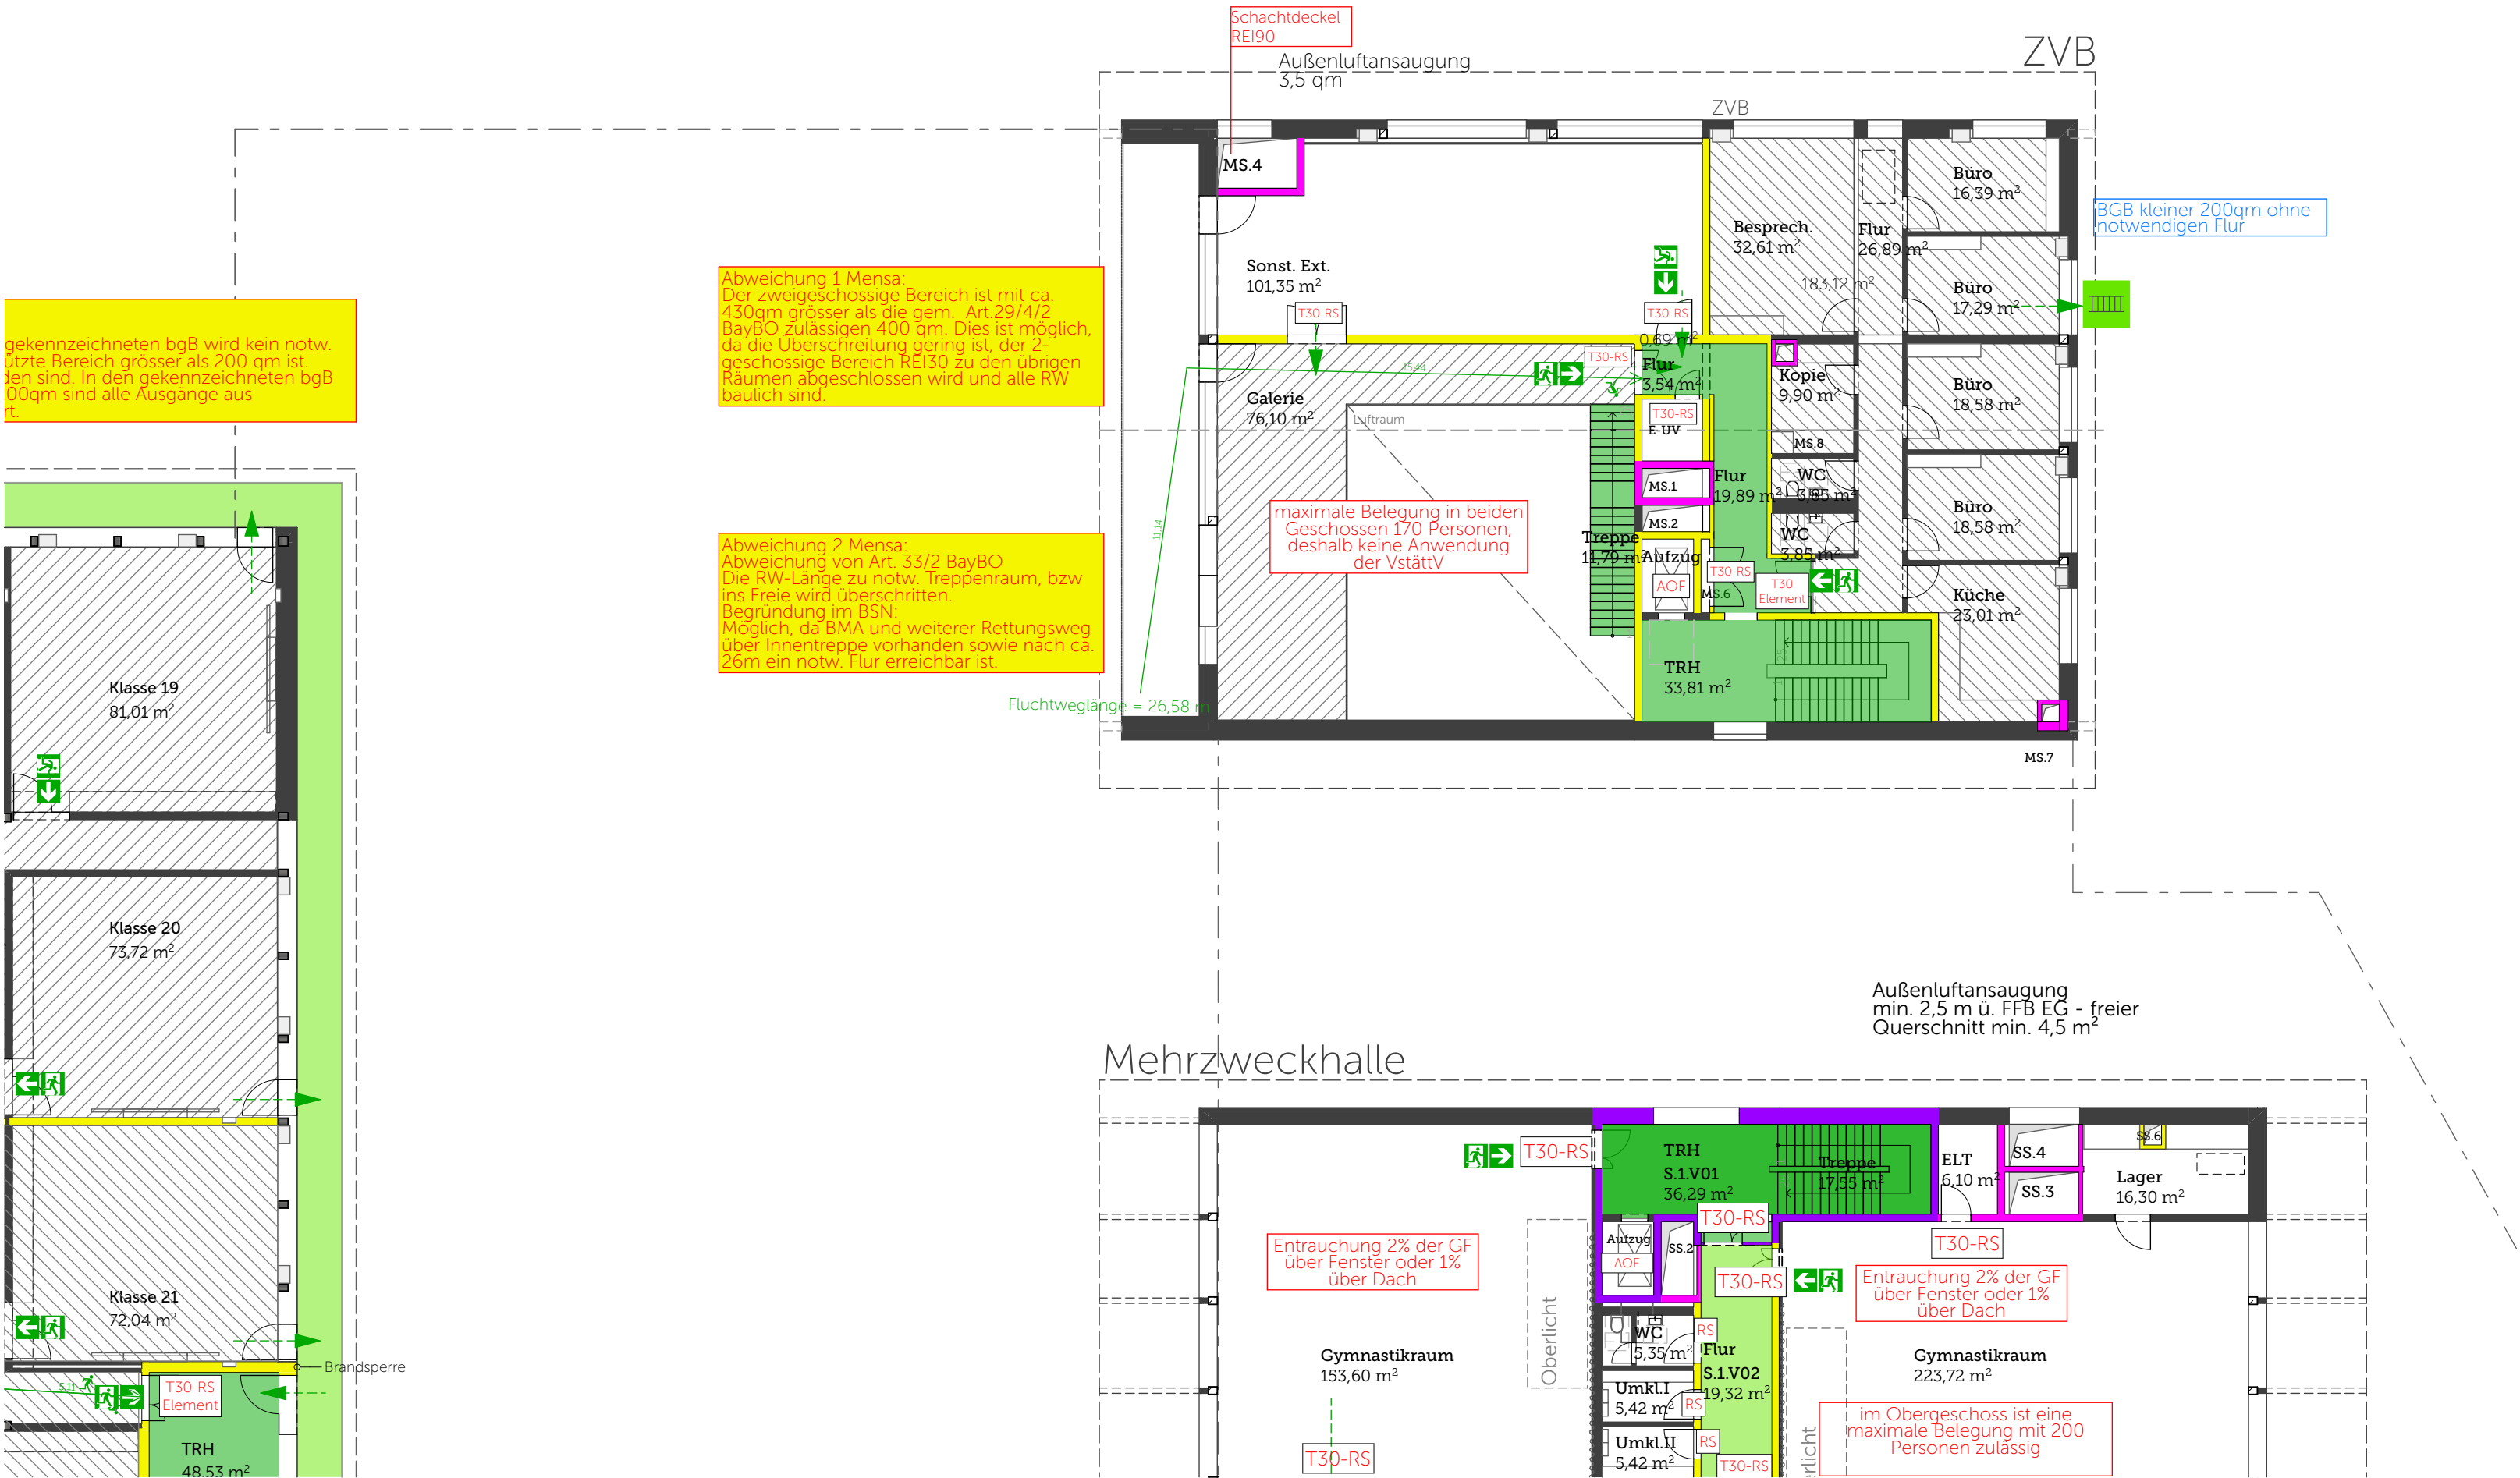 Schachtdeckel
REI90
Außenluftansaugung
3,5 qm
ZVB
ZVB
MS.4
Sonst. Ext.
101,35 m²
T30-RS
T30-RS
Besprech.
32,61 m²
Flur
26,89 m²
183,12 m²
Büro
16,39 m²
Büro
17,29 m²
BGB kleiner 200qm ohne
notwendigen Flur
gekennzeichneten bgB wird kein notw.
ützte Bereich grösser als 200 qm ist.
den sind. In den gekennzeichneten bgB
00qm sind alle Ausgänge aus
rt.
Abweichung 1 Mensa:
Der zweigeschossige Bereich ist mit ca.
430qm grösser als die gem. Art.29/4/2
BayBO zulässigen 400 qm. Dies ist möglich,
da die Überschreitung gering ist, der 2-
geschossige Bereich REI30 zu den übrigen
Räumen abgeschlossen wird und alle RW
baulich sind.
0,69 m²
T30-RS
Flur
3,54 m²
15,44
Galerie
76,10 m²
Luftraum
T30-RS
E-UV
Kopie
9,90 m²
MS.8
Büro
18,58 m²
MS.1
Flur
19,89 m²
WC
3,85 m²
MS.2
Büro
18,58 m²
maximale Belegung in beiden
Geschossen 170 Personen,
deshalb keine Anwendung
der VstättV
11,14
Treppe
11,79 m²
Aufzug
AOF
T30-RS
MS.6
WC
3,85 m²
T30
Element
Küche
23,01 m²
TRH
33,81 m²
MS.7
Abweichung 2 Mensa:
Abweichung von Art. 33/2 BayBO
Die RW-Länge zu notw. Treppenraum, bzw
ins Freie wird überschritten.
Begründung im BSN:
Möglich, da BMA und weiterer Rettungsweg
über Innentreppe vorhanden sowie nach ca.
26m ein notw. Flur erreichbar ist.
Fluchtweglänge = 26,58 m
Klasse 19
81,01 m²
Klasse 20
73,72 m²
Klasse 21
72,04 m²
Brandsperre
5,11
T30-RS
Element
TRH
48,53 m²
Außenluftansaugung
min. 2,5 m ü. FFB EG - freier
Querschnitt min. 4,5 m²
Mehrzweckhalle
T30-RS
TRH
S.1.V01
36,29 m²
Treppe
17,55 m²
ELT
6,10 m²
SS.4
SS.3
SS.6
Lager
16,30 m²
T30-RS
T30-RS
Aufzug
AOF
SS.2
T30-RS
Entrauchung 2% der GF
über Fenster oder 1%
über Dach
Entrauchung 2% der GF
über Fenster oder 1%
über Dach
Oberlicht
WC
5,35 m²
RS
Flur
S.1.V02
19,32 m²
Gymnastikraum
153,60 m²
Gymnastikraum
223,72 m²
Umkl.I
5,42 m²
RS
Umkl.II
5,42 m²
RS
T30-RS
T30-RS
erlicht
im Obergeschoss ist eine
maximale Belegung mit 200
Personen zulässig